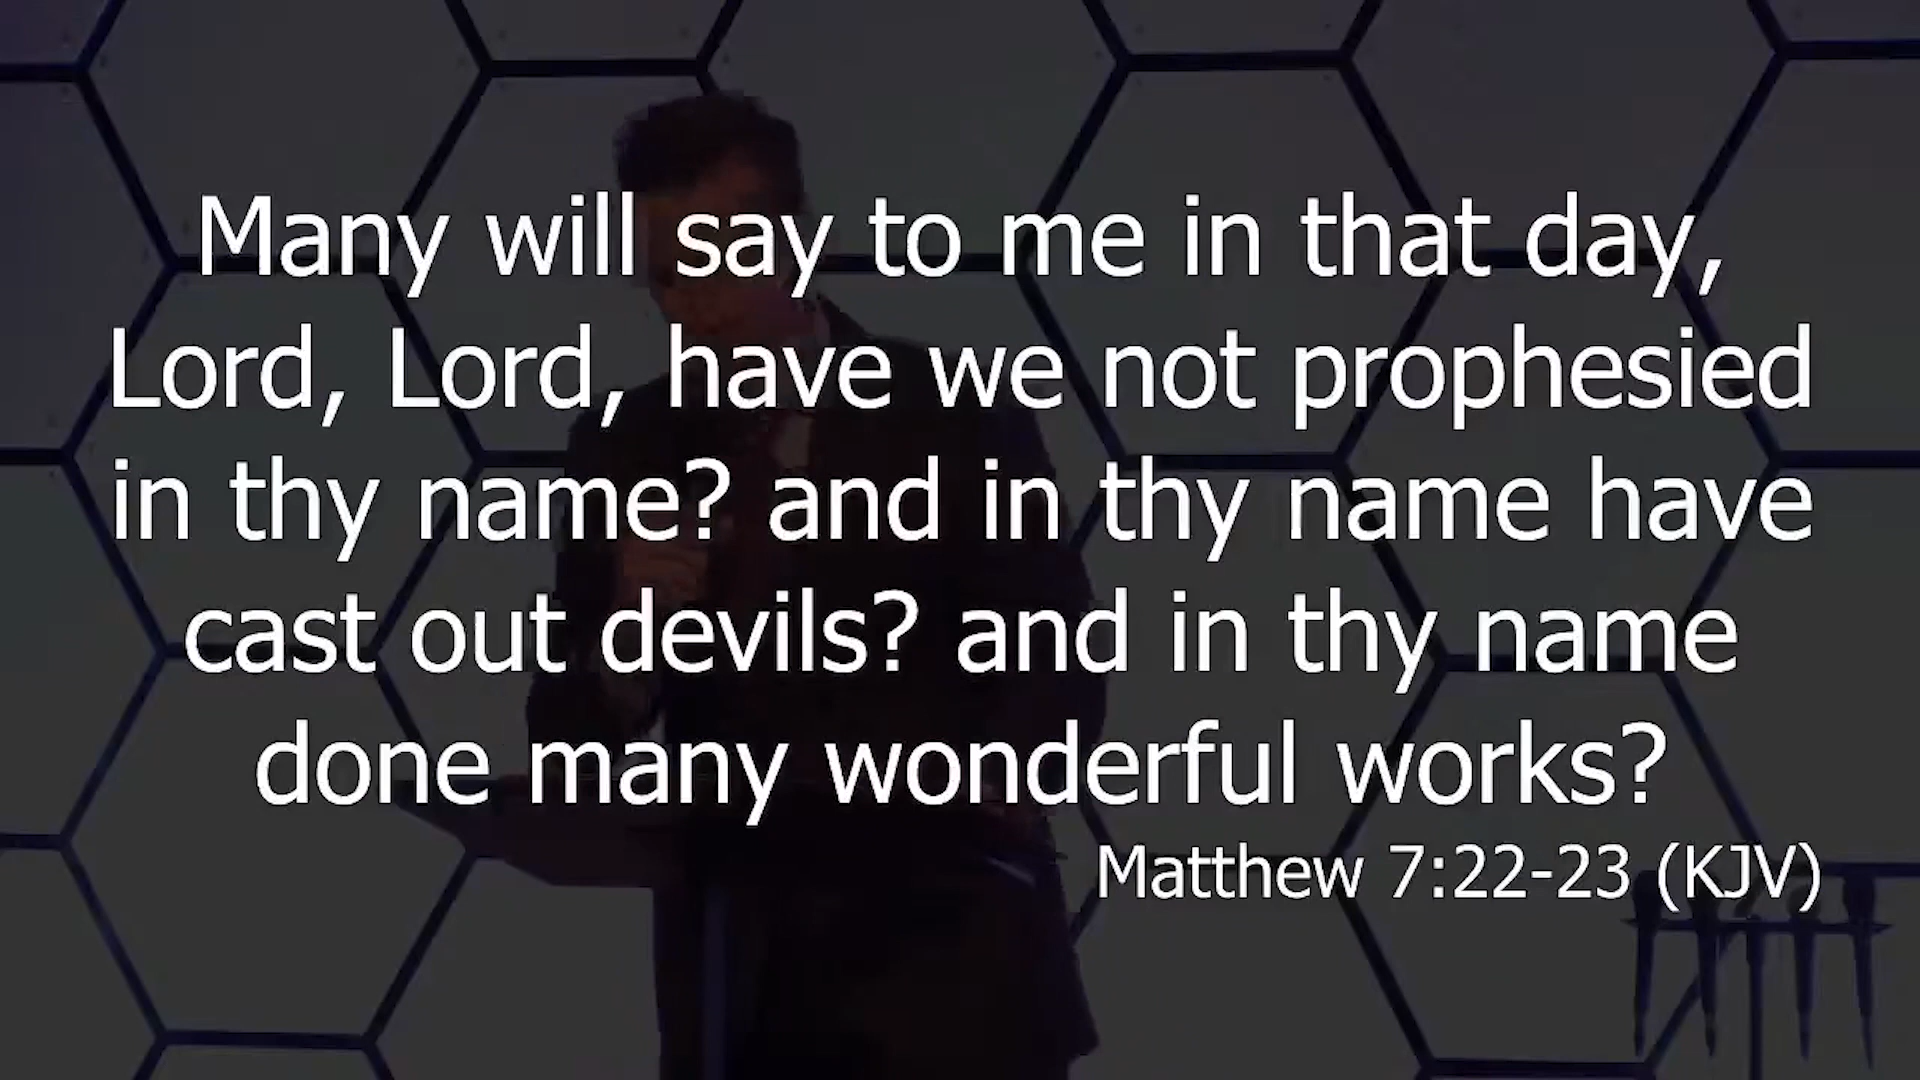 Many will say to me in that day,
Lord, Lord, have we not prophesied
in thy name? and in thy name have
cast out devils? and in thy name
done many wonderful works?
Matthew 7:22-23 (KJV)